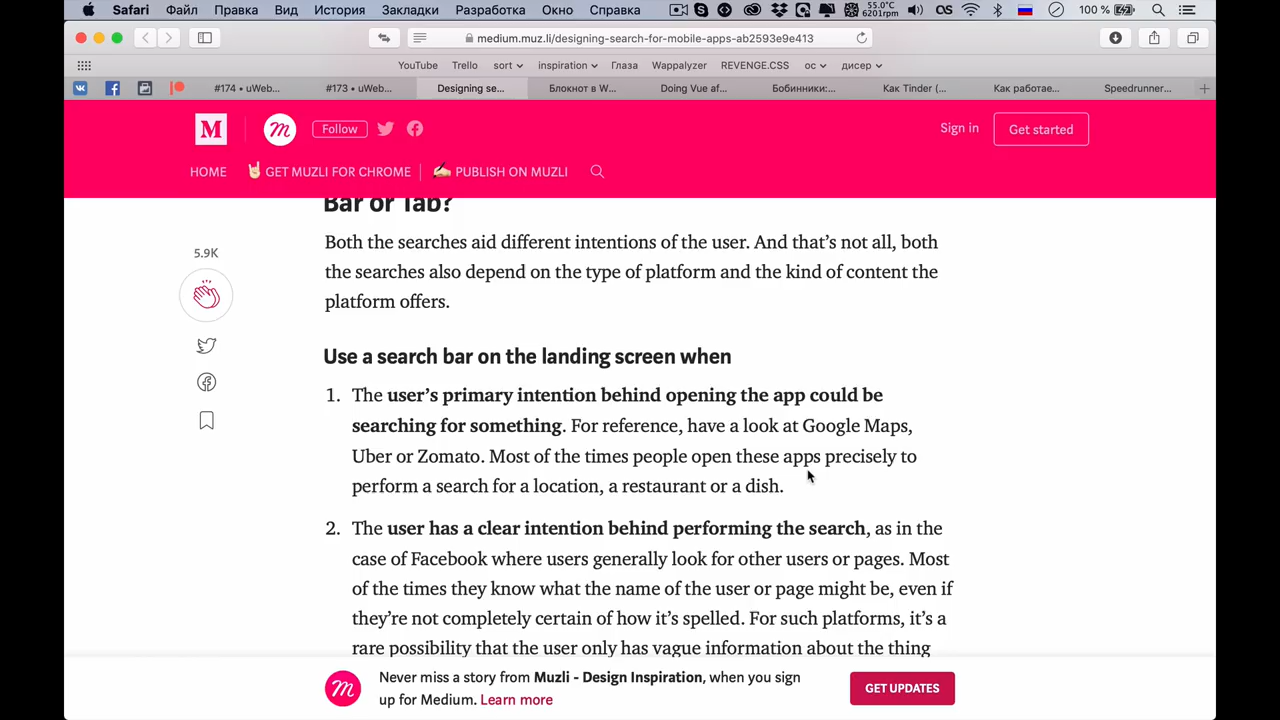 Safari Файл Правка Вид История Закладки Разработка Окно Справка 55.0°C 6201rpm 100 %
medium.muz.li/designing-search-for-mobile-apps-ab2593e9e413
YouTube Trello sort inspiration Глаза Wappalyzer REVENGE.CSS ос дисер
#174 • uWeb... #173 • uWeb... Designing se... Блокнот в W... Doing Vue af... Бобинники:... Как Tinder (... Как работае... Speedrunner...
M m Follow Sign in Get started
HOME GET MUZLI FOR CHROME PUBLISH ON MUZLI
Bar or Tab?
Both the searches aid different intentions of the user. And that’s not all, both
the searches also depend on the type of platform and the kind of content the
platform offers.
5.9K
Use a search bar on the landing screen when
1. The user’s primary intention behind opening the app could be
searching for something. For reference, have a look at Google Maps,
Uber or Zomato. Most of the times people open these apps precisely to
perform a search for a location, a restaurant or a dish.
2. The user has a clear intention behind performing the search, as in the
case of Facebook where users generally look for other users or pages. Most
of the times they know what the name of the user or page might be, even if
they’re not completely certain of how it’s spelled. For such platforms, it’s a
rare possibility that the user only has vague information about the thing
m Never miss a story from Muzli - Design Inspiration, when you sign
up for Medium. Learn more
GET UPDATES